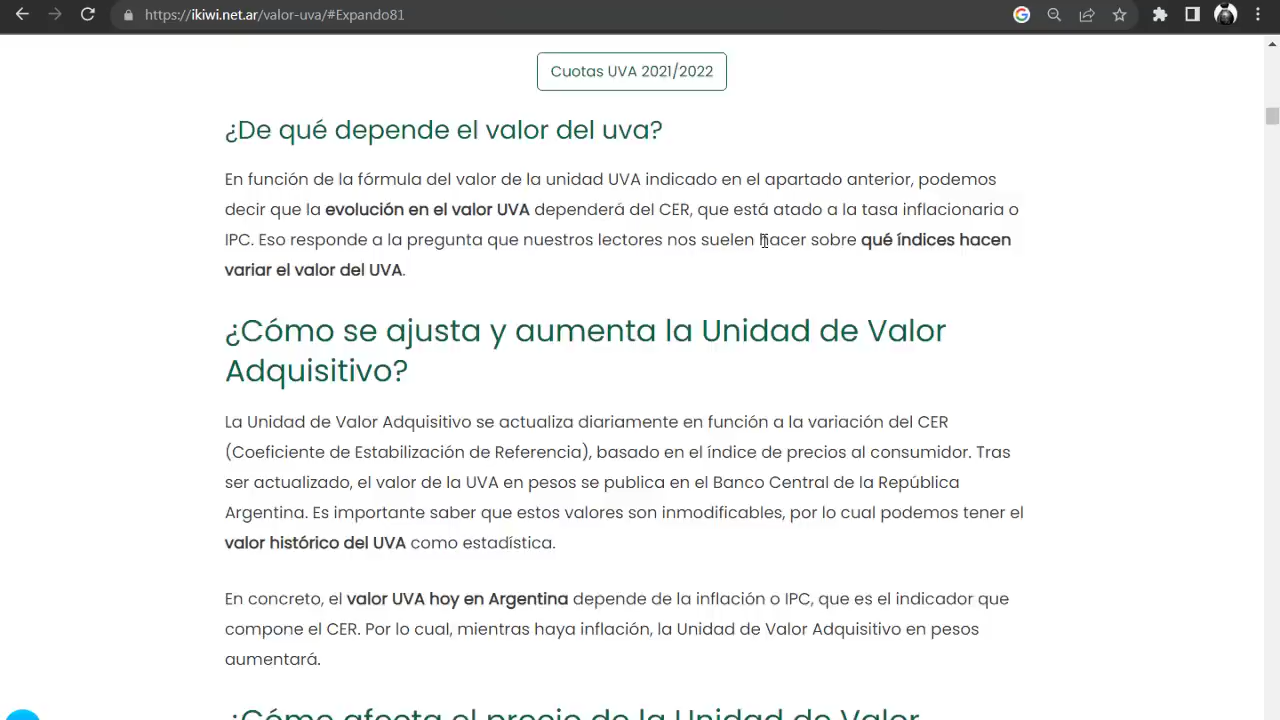 https://ikiwi.net.ar/valor-uva/#Expando81
Cuotas UVA 2021/2022
¿De qué depende el valor del uva?
En función de la fórmula del valor de la unidad UVA indicado en el apartado anterior, podemos
decir que la evolución en el valor UVA dependerá del CER, que está atado a la tasa inflacionaria o
IPC. Eso responde a la pregunta que nuestros lectores nos suelen hacer sobre qué índices hacen
variar el valor del UVA.
¿Cómo se ajusta y aumenta la Unidad de Valor
Adquisitivo?
La Unidad de Valor Adquisitivo se actualiza diariamente en función a la variación del CER
(Coeficiente de Estabilización de Referencia), basado en el índice de precios al consumidor. Tras
ser actualizado, el valor de la UVA en pesos se publica en el Banco Central de la República
Argentina. Es importante saber que estos valores son inmodificables, por lo cual podemos tener el
valor histórico del UVA como estadística.
En concreto, el valor UVA hoy en Argentina depende de la inflación o IPC, que es el indicador que
compone el CER. Por lo cual, mientras haya inflación, la Unidad de Valor Adquisitivo en pesos
aumentará.
¿Cómo afecta el precio de la Unidad de Valor